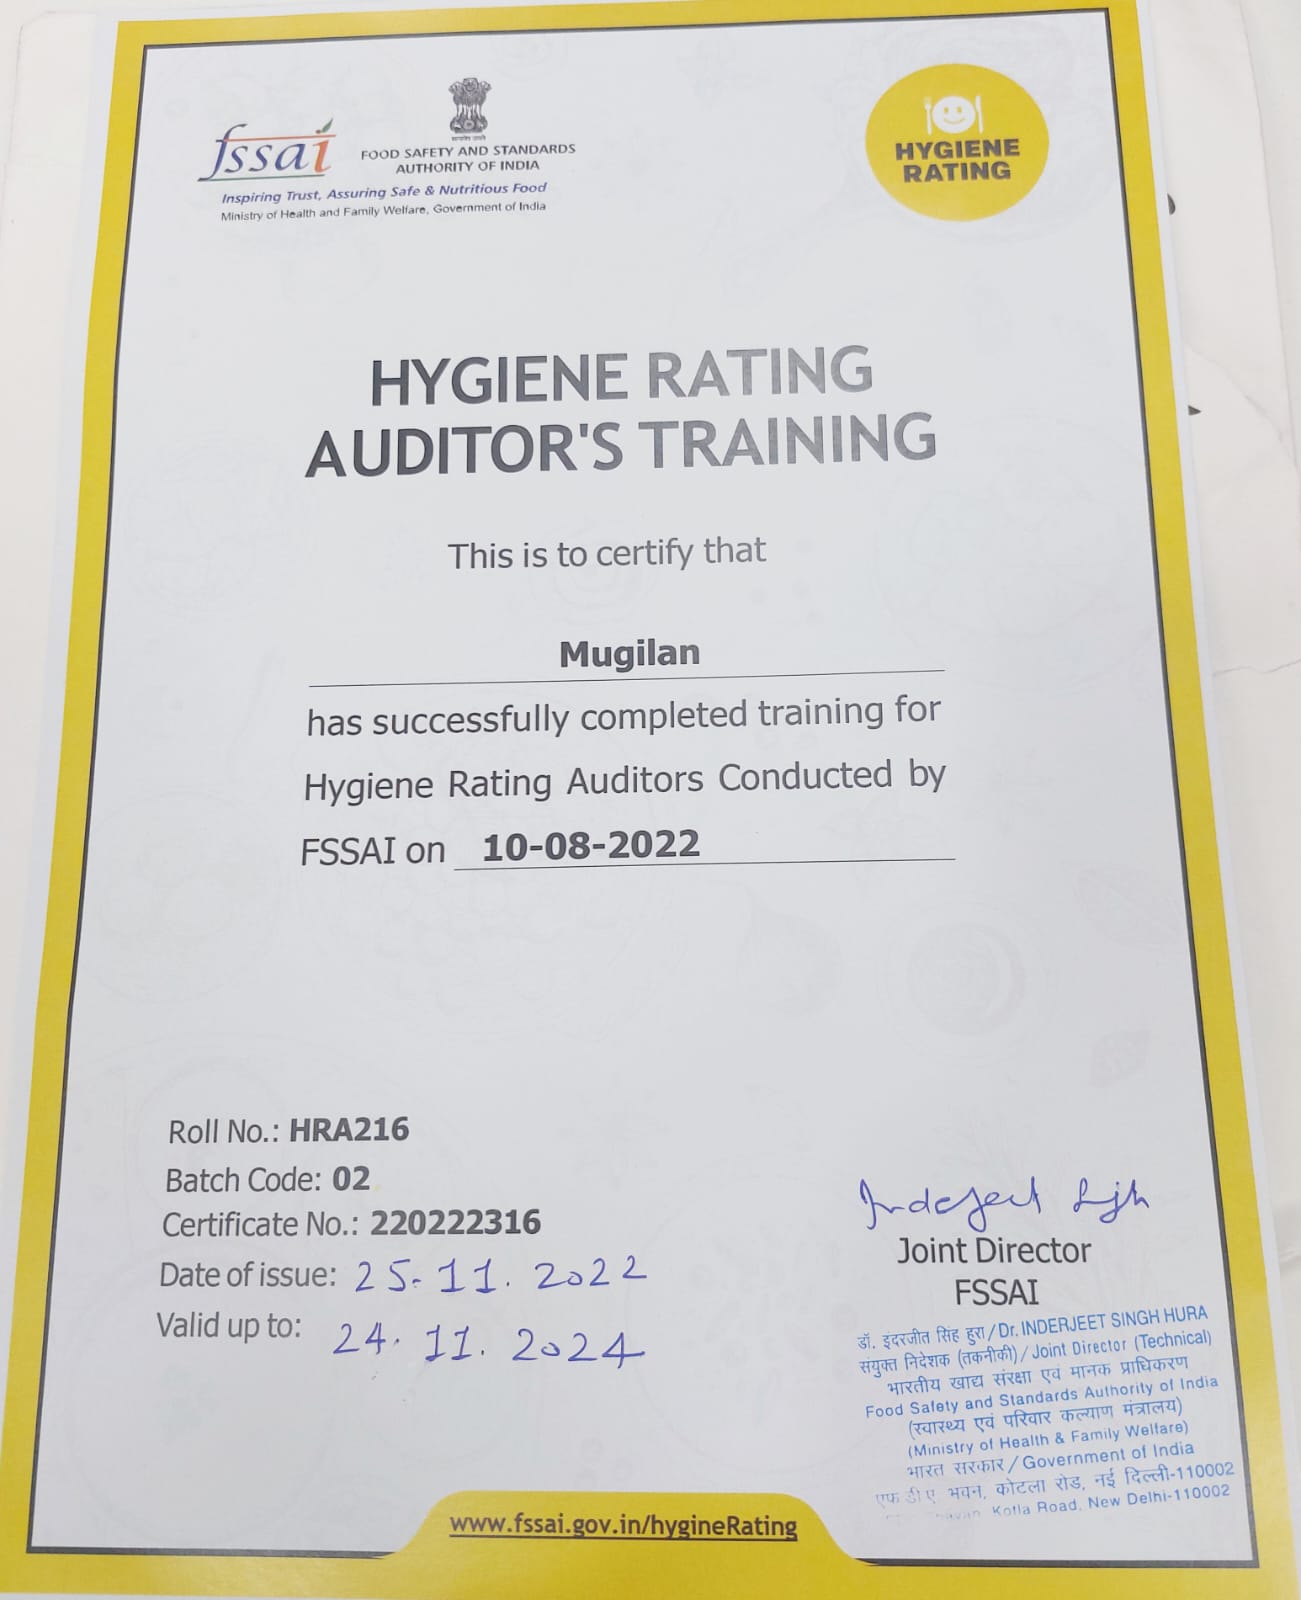 fssai
सत्यमेव जयते
FOOD SAFETY AND STANDARDS
AUTHORITY OF INDIA
Inspiring Trust, Assuring Safe & Nutritious Food
Ministry of Health and Family Welfare, Government of India
HYGIENE
RATING
HYGIENE RATING
AUDITOR'S TRAINING
This is to certify that
Mugilan
has successfully completed training for
Hygiene Rating Auditors Conducted by
FSSAI on 10-08-2022
Roll No.: HRA216
Batch Code: 02
Certificate No.: 220222316
Date of issue: 25.11.2022
Valid up to: 24.11.2024
Joint Director
FSSAI
डॉ. इंदरजीत सिंह हुरा/Dr. INDERJEET SINGH HURA
संयुक्त निदेशक (तकनीकी)/Joint Director (Technical)
भारतीय खाद्य संरक्षा एवं मानक प्राधिकरण
Food Safety and Standards Authority of India
(स्वास्थ्य एवं परिवार कल्याण मंत्रालय)
(Ministry of Health & Family Welfare)
भारत सरकार/Government of India
एफ डी ए भवन, कोटला रोड, नई दिल्ली-110002
Kotla Road, New Delhi-110002
www.fssai.gov.in/hygineRating